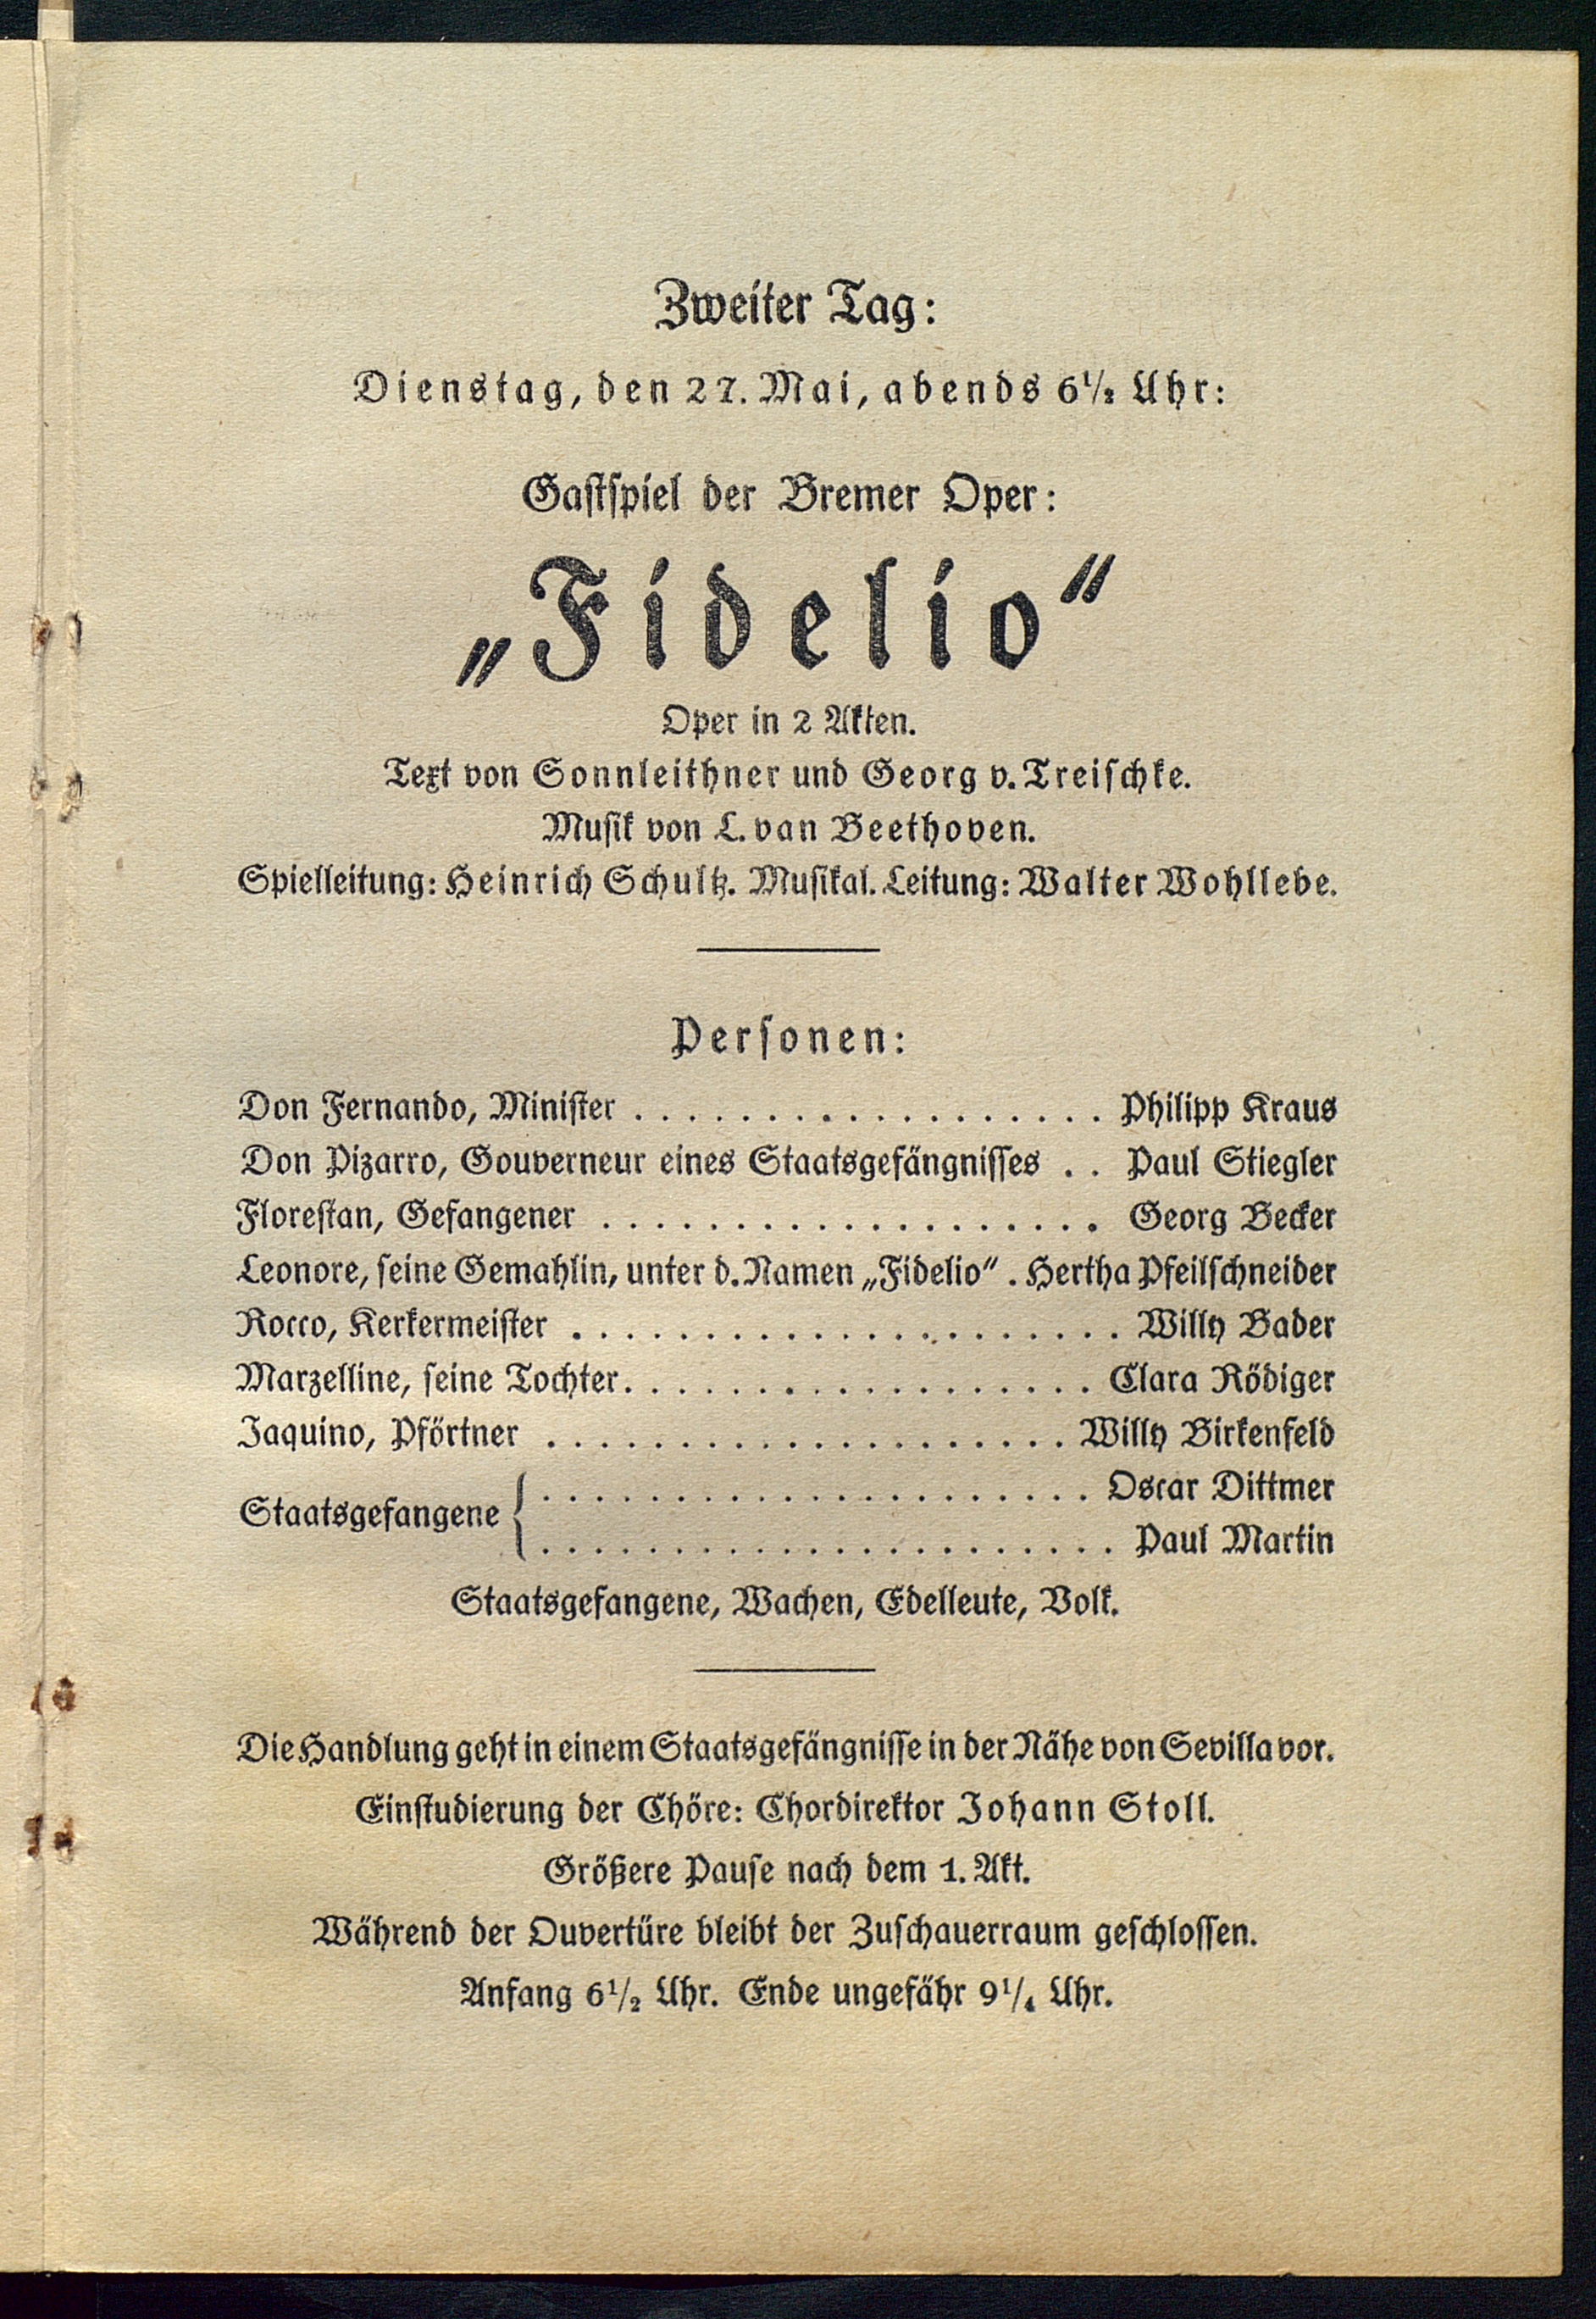 Zweiter Tag:
Dienstag, den 27. Mai, abends 6½ Uhr:
Gastspiel der Bremer Oper:
„Fidelio“
Oper in 2 Akten.
Text von Sonnleithner und Georg v. Treischke.
Musik von L. van Beethoven.
Spielleitung: Heinrich Schultz. Musikal. Leitung: Walter Wohllebe.
Personen:
Don Fernando, Minister . . . . . . . . . . . . . . . . . . Philipp Kraus
Don Pizarro, Gouverneur eines Staatsgefängnisses . . Paul Stiegler
Florestan, Gefangener . . . . . . . . . . . . . . . . . . . Georg Becker
Leonore, seine Gemahlin, unter d. Namen „Fidelio“ . Hertha Pfeilschneider
Rocco, Kerkermeister . . . . . . . . . . . . . . . . . . . . . Willy Bader
Marzelline, seine Tochter. . . . . . . . . . . . . . . . . . Clara Rödiger
Jaquino, Pförtner . . . . . . . . . . . . . . . . . . . . Willy Birkenfeld
Staatsgefangene { . . . . . . . . . . . . . . . . . . . . . Oscar Dittmer
. . . . . . . . . . . . . . . . . . . . . . Paul Martin
Staatsgefangene, Wachen, Edelleute, Volk.
Die Handlung geht in einem Staatsgefängnisse in der Nähe von Sevilla vor.
Einstudierung der Chöre: Chordirektor Johann Stoll.
Größere Pause nach dem 1. Akt.
Während der Ouvertüre bleibt der Zuschauerraum geschlossen.
Anfang 6½ Uhr. Ende ungefähr 9¼ Uhr.